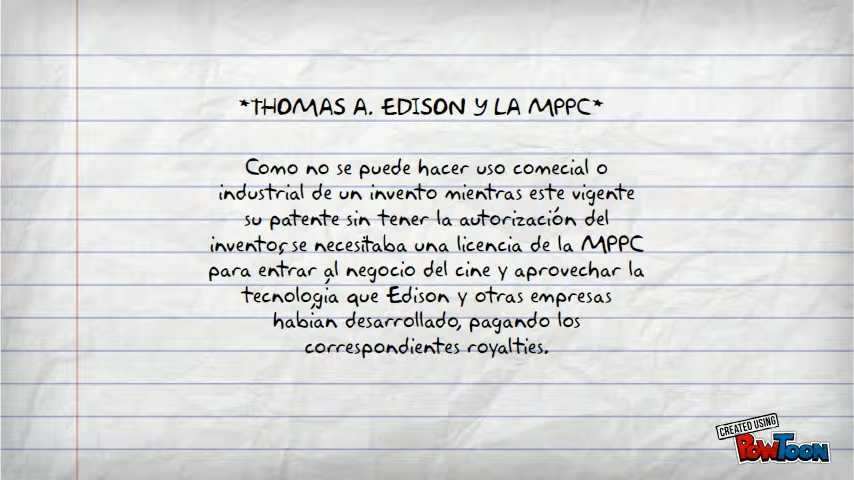 *THOMAS A. EDISON Y LA MPPC*
Como no se puede hacer uso comecial o
industrial de un invento mientras este vigente
su patente sin tener la autorización del
inventor, se necesitaba una licencia de la MPPC
para entrar al negocio del cine y aprovechar la
tecnología que Edison y otras empresas
habían desarrollado, pagando los
correspondientes royalties.
CREATED USING
POWTOON